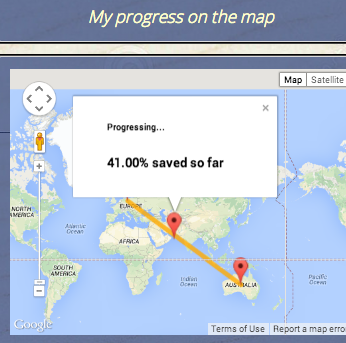 My progress on the map
Map Satellite
×
Progressing...
41.00% saved so far
NORTH
AMERICA
EUROPE
Atlantic
Ocean
AFRICA
SOUTH
AMERICA
Indian
Ocean
AUSTRALIA
Pacific
Ocean
Google
Terms of Use Report a map erro